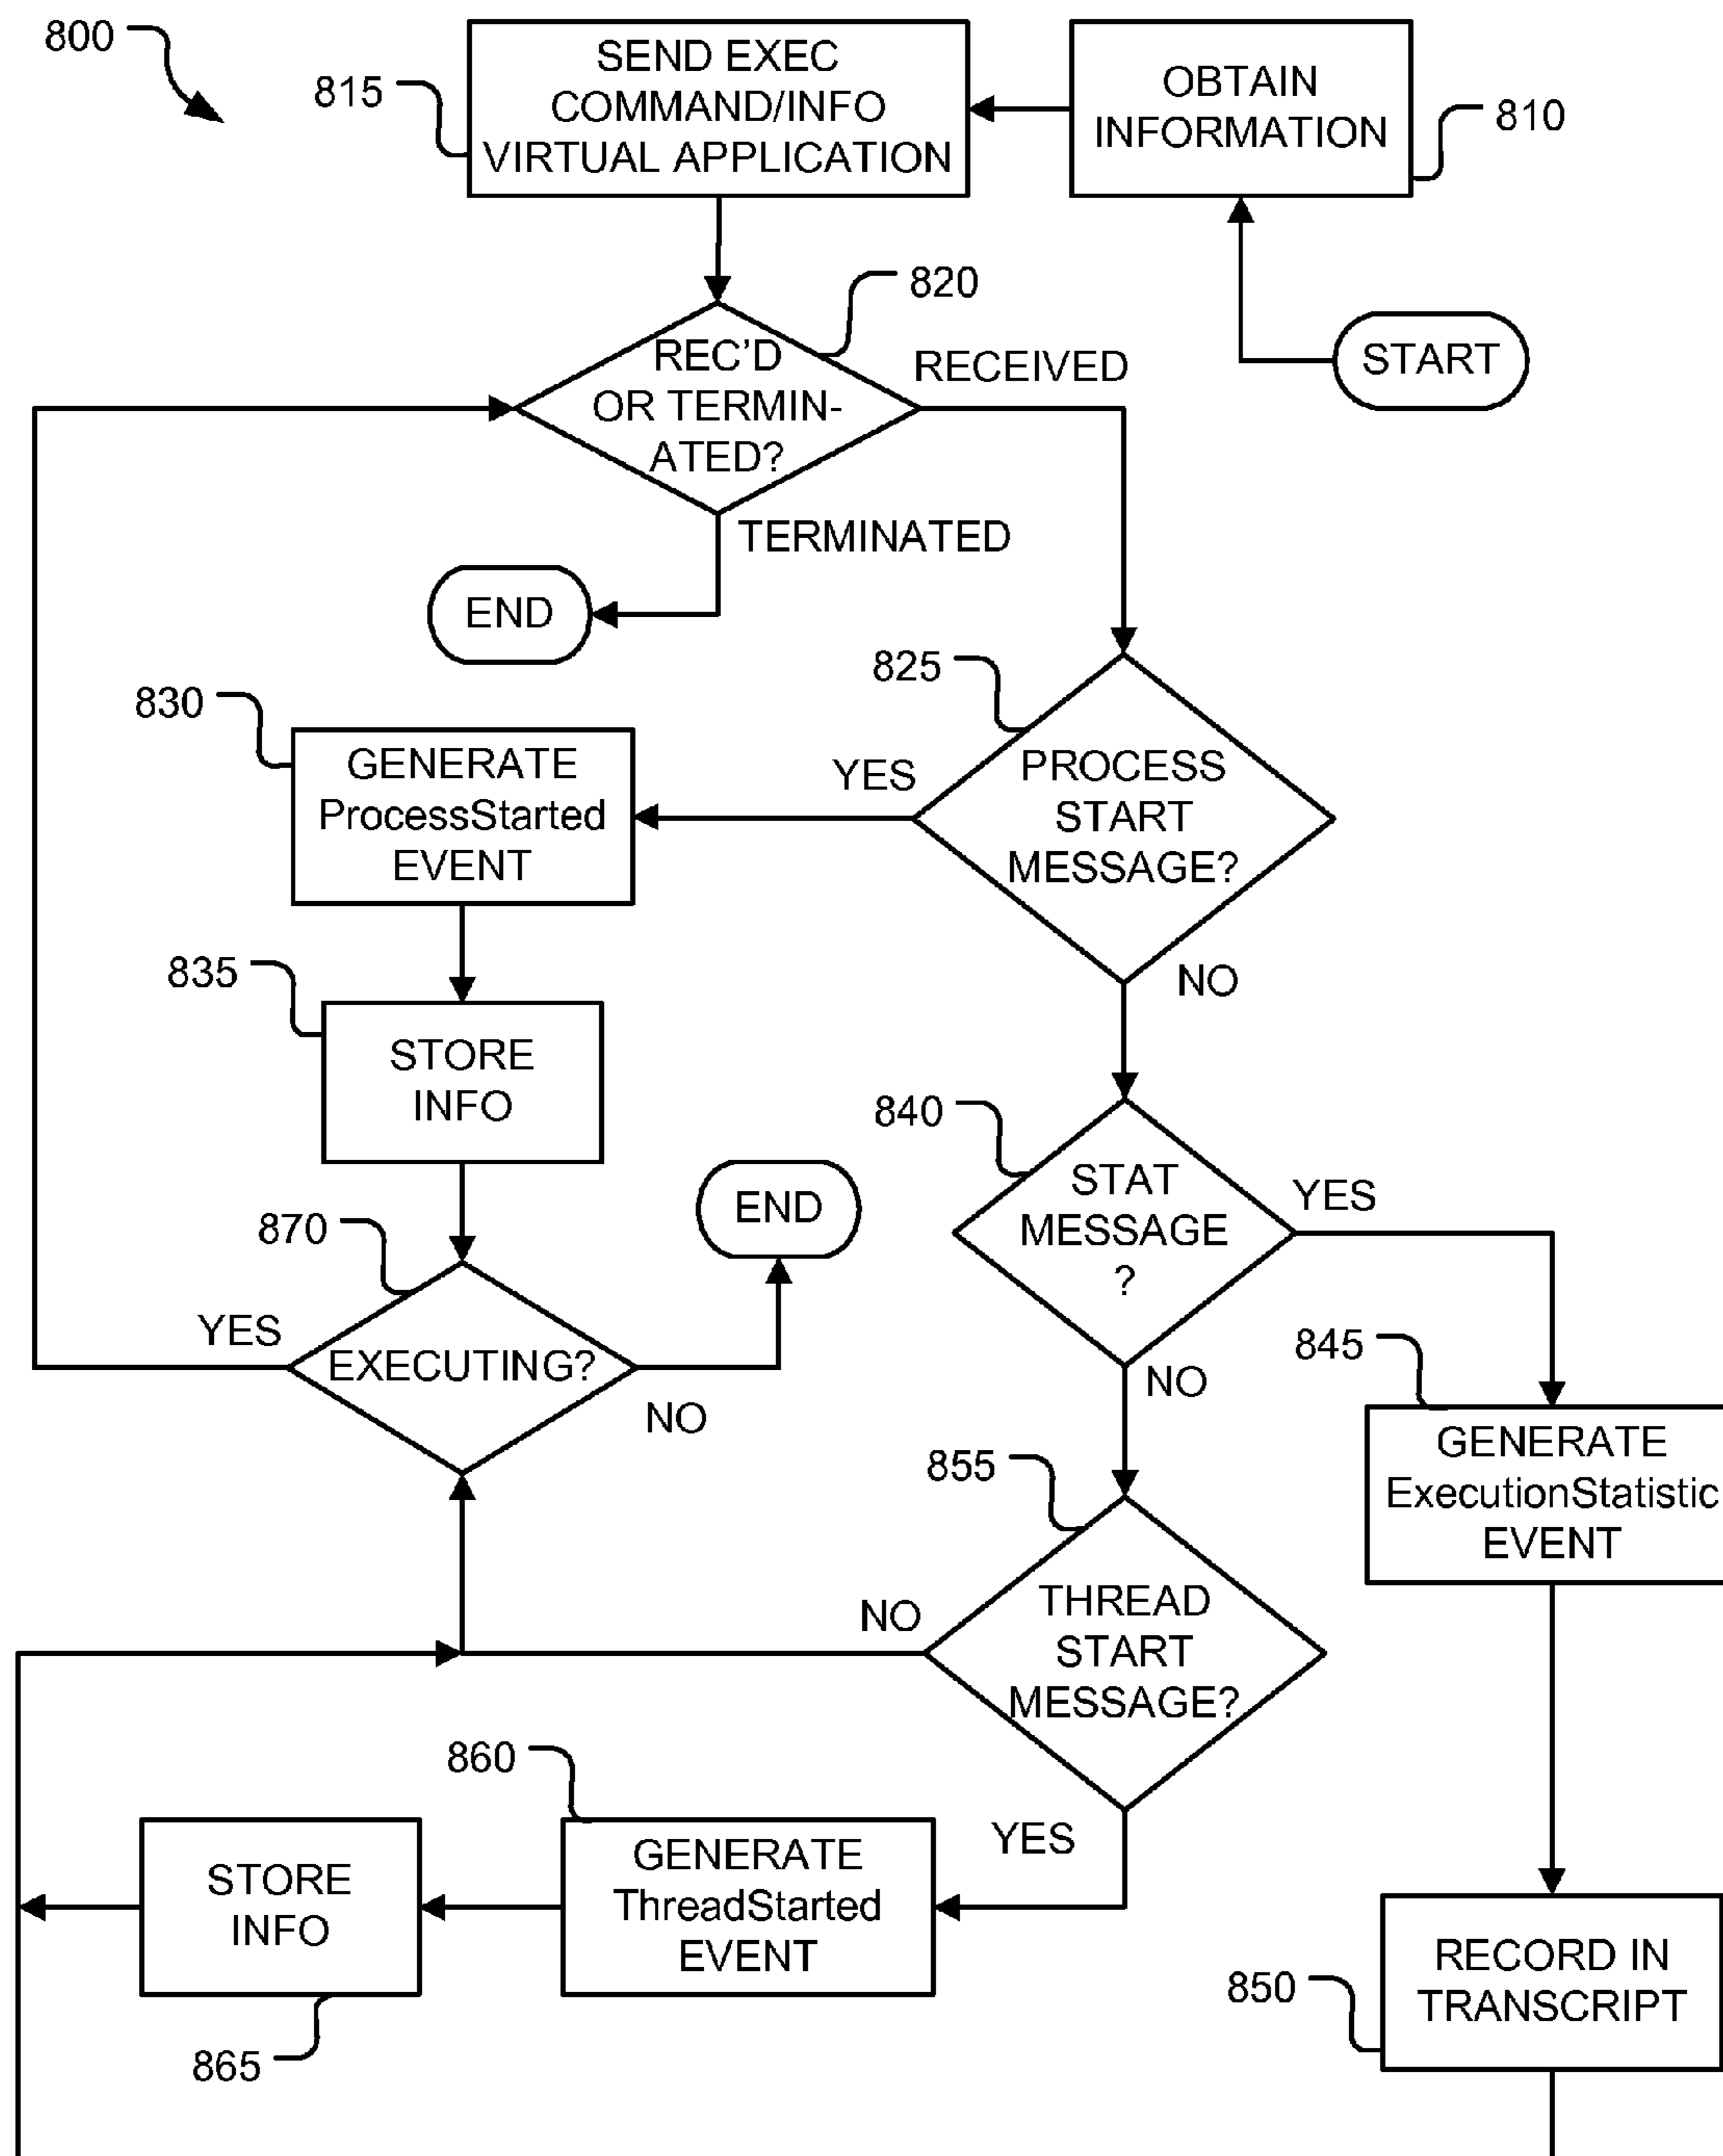 800
815
SEND EXEC
COMMAND/INFO
VIRTUAL APPLICATION
OBTAIN
INFORMATION
810
820
REC'D
OR TERMIN-
ATED?
RECEIVED
START
TERMINATED
END
825
830
GENERATE
ProcessStarted
EVENT
YES
PROCESS
START
MESSAGE?
NO
835
STORE
INFO
840
STAT
MESSAGE
?
YES
END
870
YES
EXECUTING?
NO
NO
845
GENERATE
ExecutionStatistic
EVENT
855
NO
THREAD
START
MESSAGE?
YES
860
GENERATE
ThreadStarted
EVENT
STORE
INFO
865
850
RECORD IN
TRANSCRIPT